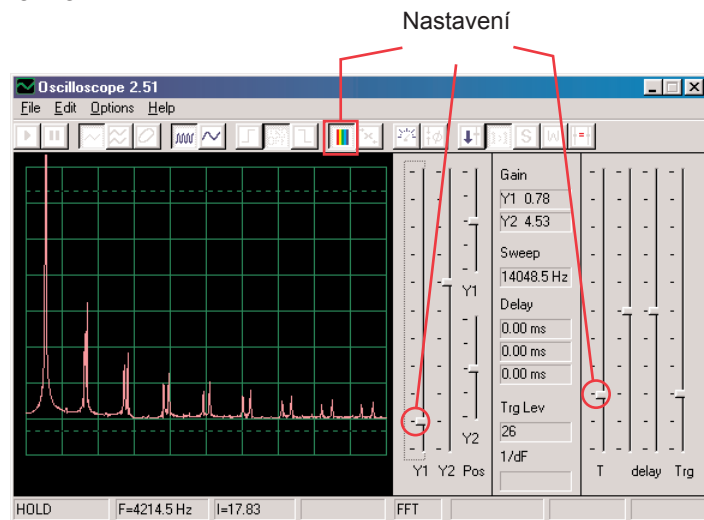 Nastavení
Oscilloscope 2.51
File Edit Options Help
Gain
Y1 0.78
Y2 4.53
Sweep
14048.5 Hz
Delay
0.00 ms
0.00 ms
0.00 ms
Trg Lev
26
1/dF
Y1
Y2
Y1 Y2 Pos
T delay Trg
HOLD F=4214.5 Hz I=17.83 FFT